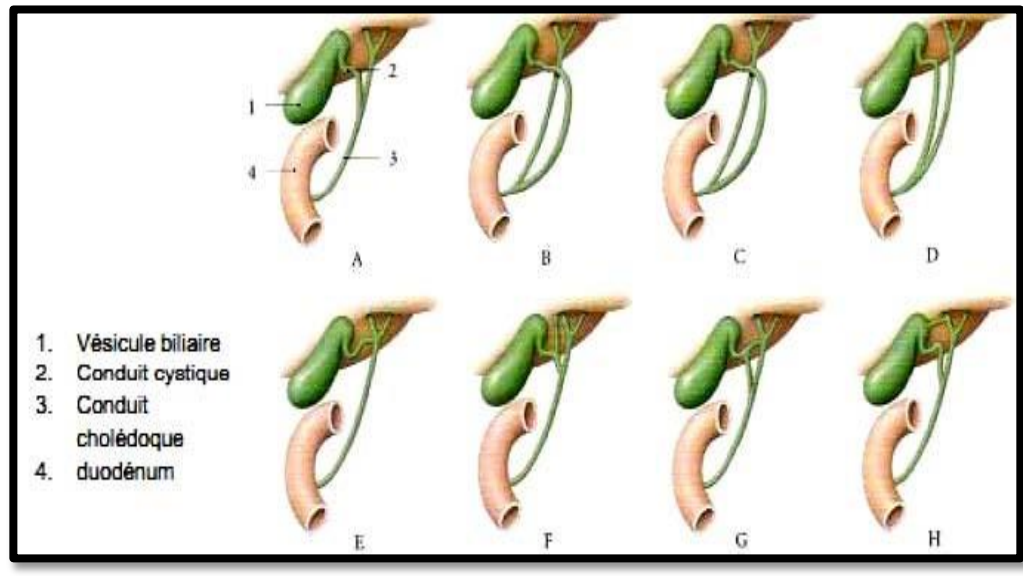 2
1
3
4
A
B
C
D
1. Vésicule biliaire
2. Conduit cystique
3. Conduit
cholédoque
4. duodénum
E
F
G
H